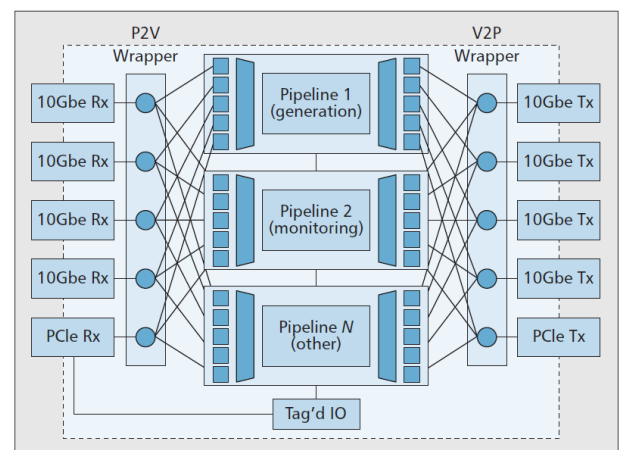 P2V
Wrapper
V2P
Wrapper
10Gbe Rx
10Gbe Rx
10Gbe Rx
10Gbe Rx
PCIe Rx
Pipeline 1
(generation)
Pipeline 2
(monitoring)
Pipeline N
(other)
Tag'd IO
10Gbe Tx
10Gbe Tx
10Gbe Tx
10Gbe Tx
PCIe Tx